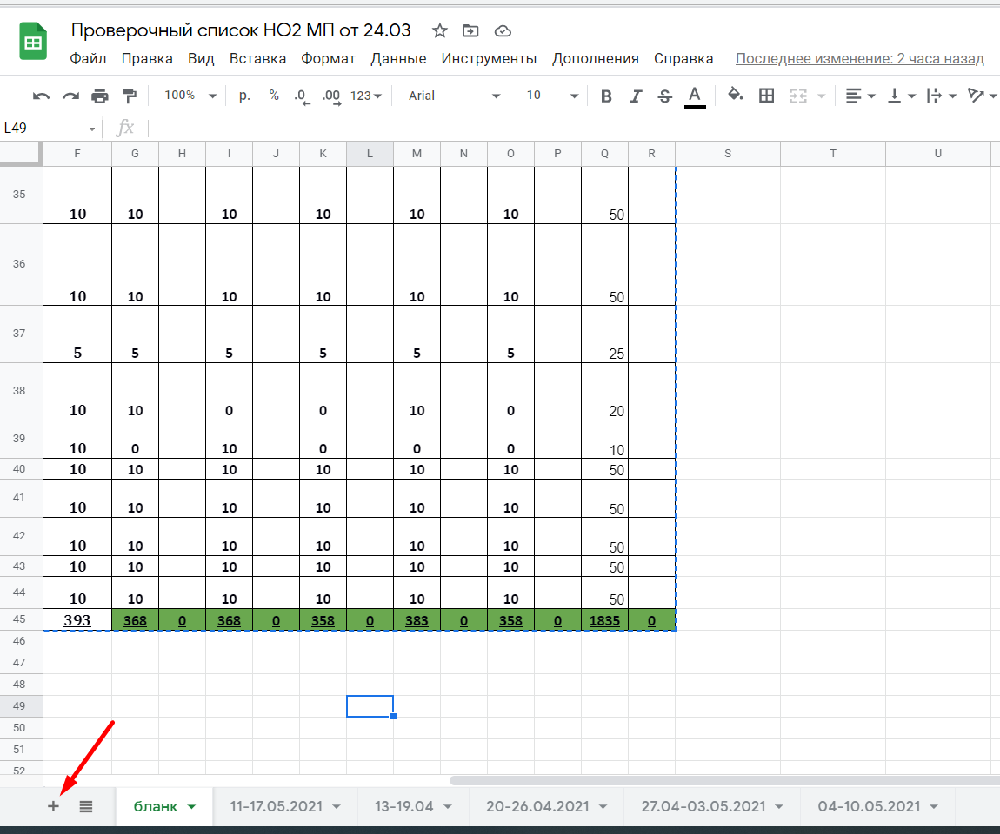 Проверочный список НО2 МП от 24.03
Файл Правка Вид Вставка Формат Данные Инструменты Дополнения Справка Последнее изменение: 2 часа назад
100% р. % .0 .00 123 Arial 10 B I S A
L49 fx
F G H I J K L M N O P Q R S T U
35 10 10 10 10 10 10 50
36 10 10 10 10 10 10 50
37 5 5 5 5 5 5 25
38 10 10 0 0 10 0 20
39 10 0 10 0 0 0 10
40 10 10 10 10 10 10 50
41 10 10 10 10 10 10 50
42 10 10 10 10 10 10 50
43 10 10 10 10 10 10 50
44 10 10 10 10 10 10 50
45 393 368 0 368 0 358 0 383 0 358 0 1835 0
46
47
48
49
50
51
52
+ бланк 11-17.05.2021 13-19.04 20-26.04.2021 27.04-03.05.2021 04-10.05.2021